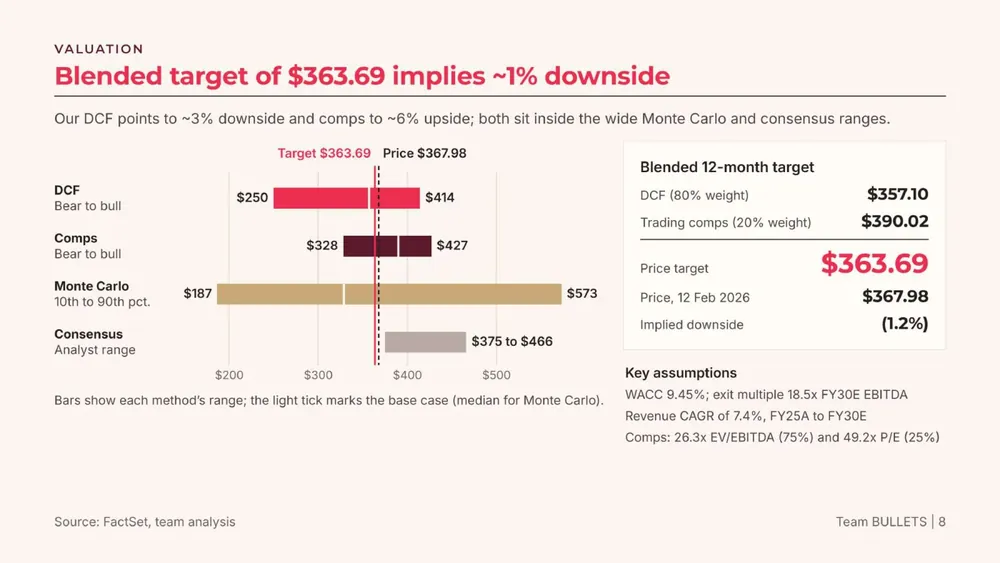 VALUATION
Blended target of $363.69 implies ~1% downside
Our DCF points to ~3% downside and comps to ~6% upside; both sit inside the wide Monte Carlo and consensus ranges.
Target $363.69 Price $367.98
DCF
Bear to bull
$250 $414
Comps
Bear to bull
$328 $427
Monte Carlo
10th to 90th pct.
$187 $573
Consensus
Analyst range
$375 to $466
$200 $300 $400 $500
Bars show each method’s range; the light tick marks the base case (median for Monte Carlo).
Blended 12-month target
DCF (80% weight) $357.10
Trading comps (20% weight) $390.02
Price target $363.69
Price, 12 Feb 2026 $367.98
Implied downside (1.2%)
Key assumptions
WACC 9.45%; exit multiple 18.5x FY30E EBITDA
Revenue CAGR of 7.4%, FY25A to FY30E
Comps: 26.3x EV/EBITDA (75%) and 49.2x P/E (25%)
Source: FactSet, team analysis
Team BULLETS | 8